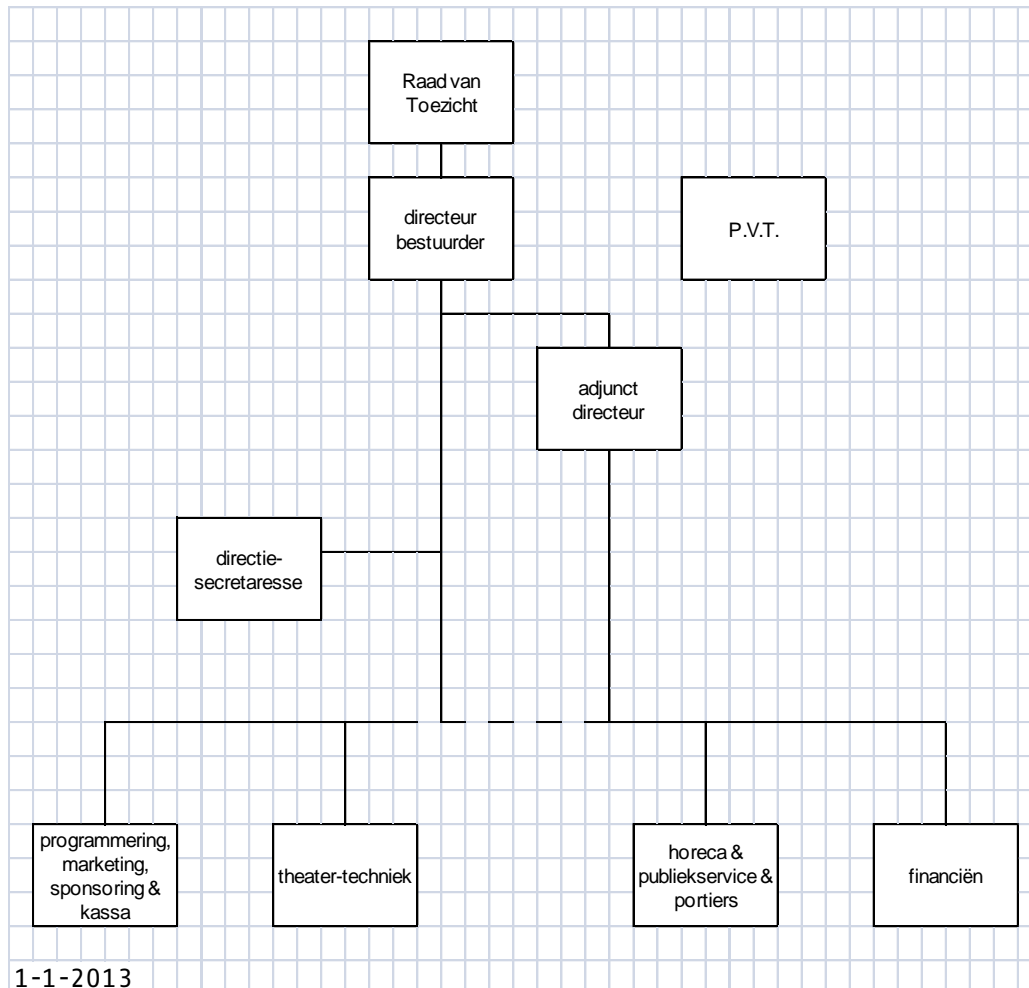 Raad van
Toezicht
directeur
bestuurder
P.V.T.
adjunct
directeur
directie-
secretaresse
programmering,
marketing,
sponsoring &
kassa
theater-techniek
horeca &
publiekservice &
portiers
financiën
1-1-2013